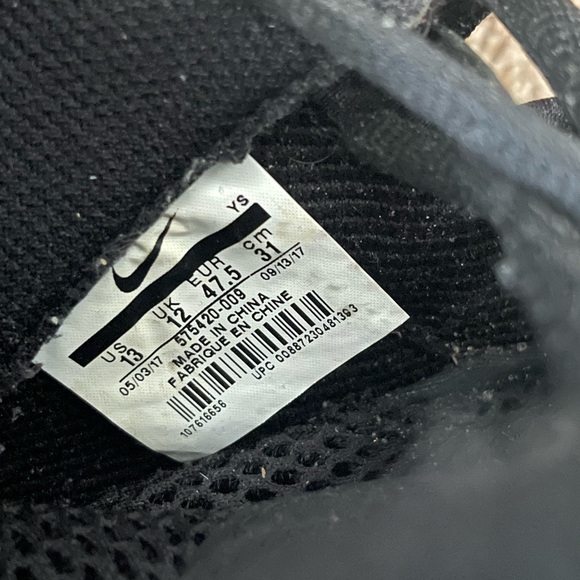 YS
US UK EUR cm
13 12 47.5 31
05/03/17 575420-009 09/13/17
MADE IN CHINA
FABRIQUE EN CHINE
UPC 00887230481393
107616656